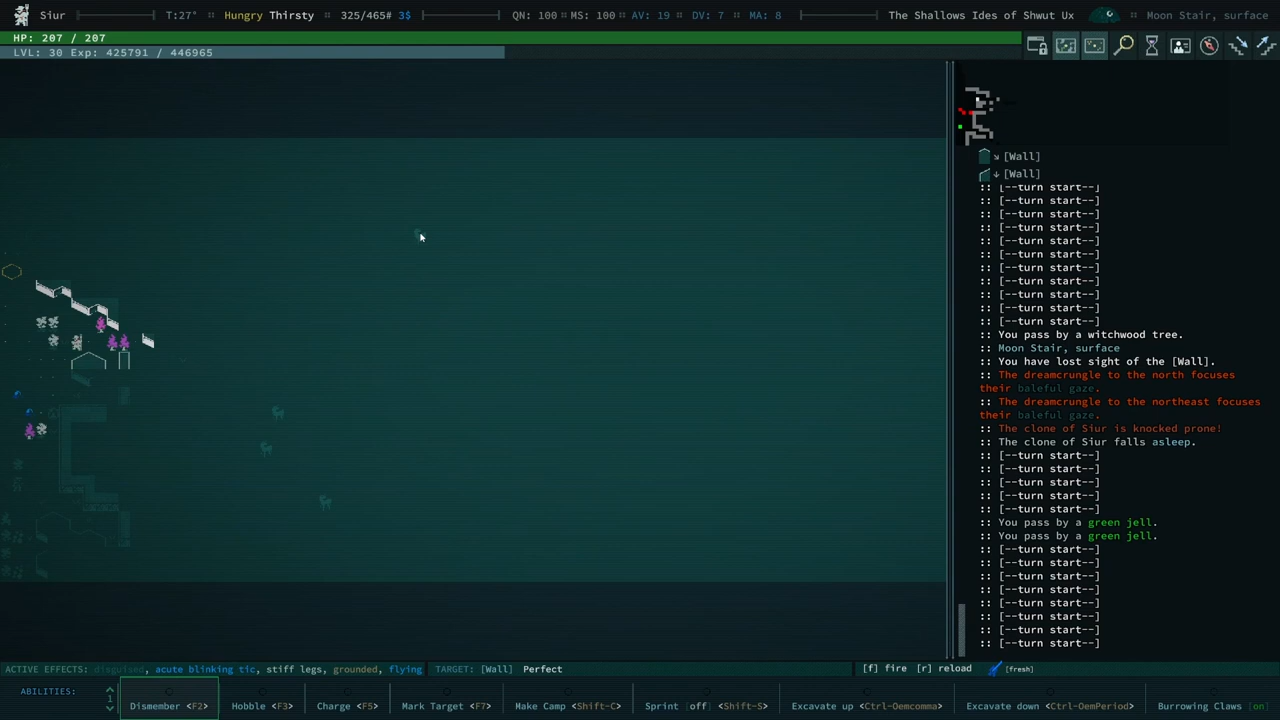 Siur T:27° Hungry Thirsty 325/465# 3$ QN: 100 MS: 100 AV: 19 DV: 7 MA: 8 The Shallows Ides of Shwut Ux Moon Stair, surface
HP: 207 / 207
LVL: 30 Exp: 425791 / 446965
[Wall]
[Wall]
:: [--turn start--]
:: [--turn start--]
:: [--turn start--]
:: [--turn start--]
:: [--turn start--]
:: [--turn start--]
:: [--turn start--]
:: [--turn start--]
:: [--turn start--]
:: [--turn start--]
:: [--turn start--]
:: You pass by a witchwood tree.
:: Moon Stair, surface
:: You have lost sight of the [Wall].
:: The dreamcrungle to the north focuses
their baleful gaze.
:: The dreamcrungle to the northeast focuses
their baleful gaze.
:: The clone of Siur is knocked prone!
:: The clone of Siur falls asleep.
:: [--turn start--]
:: [--turn start--]
:: [--turn start--]
:: [--turn start--]
:: [--turn start--]
:: You pass by a green jell.
:: You pass by a green jell.
:: [--turn start--]
:: [--turn start--]
:: [--turn start--]
:: [--turn start--]
:: [--turn start--]
:: [--turn start--]
:: [--turn start--]
:: [--turn start--]
ACTIVE EFFECTS: disguised, acute blinking tic, stiff legs, grounded, flying TARGET: [Wall] Perfect [f] fire [r] reload [fresh]
ABILITIES: 1 Dismember <F2> Hobble <F3> Charge <F5> Mark Target <F7> Make Camp <Shift-C> Sprint [off] <Shift-S> Excavate up <Ctrl-Oemcomma> Excavate down <Ctrl-OemPeriod> Burrowing Claws [on]